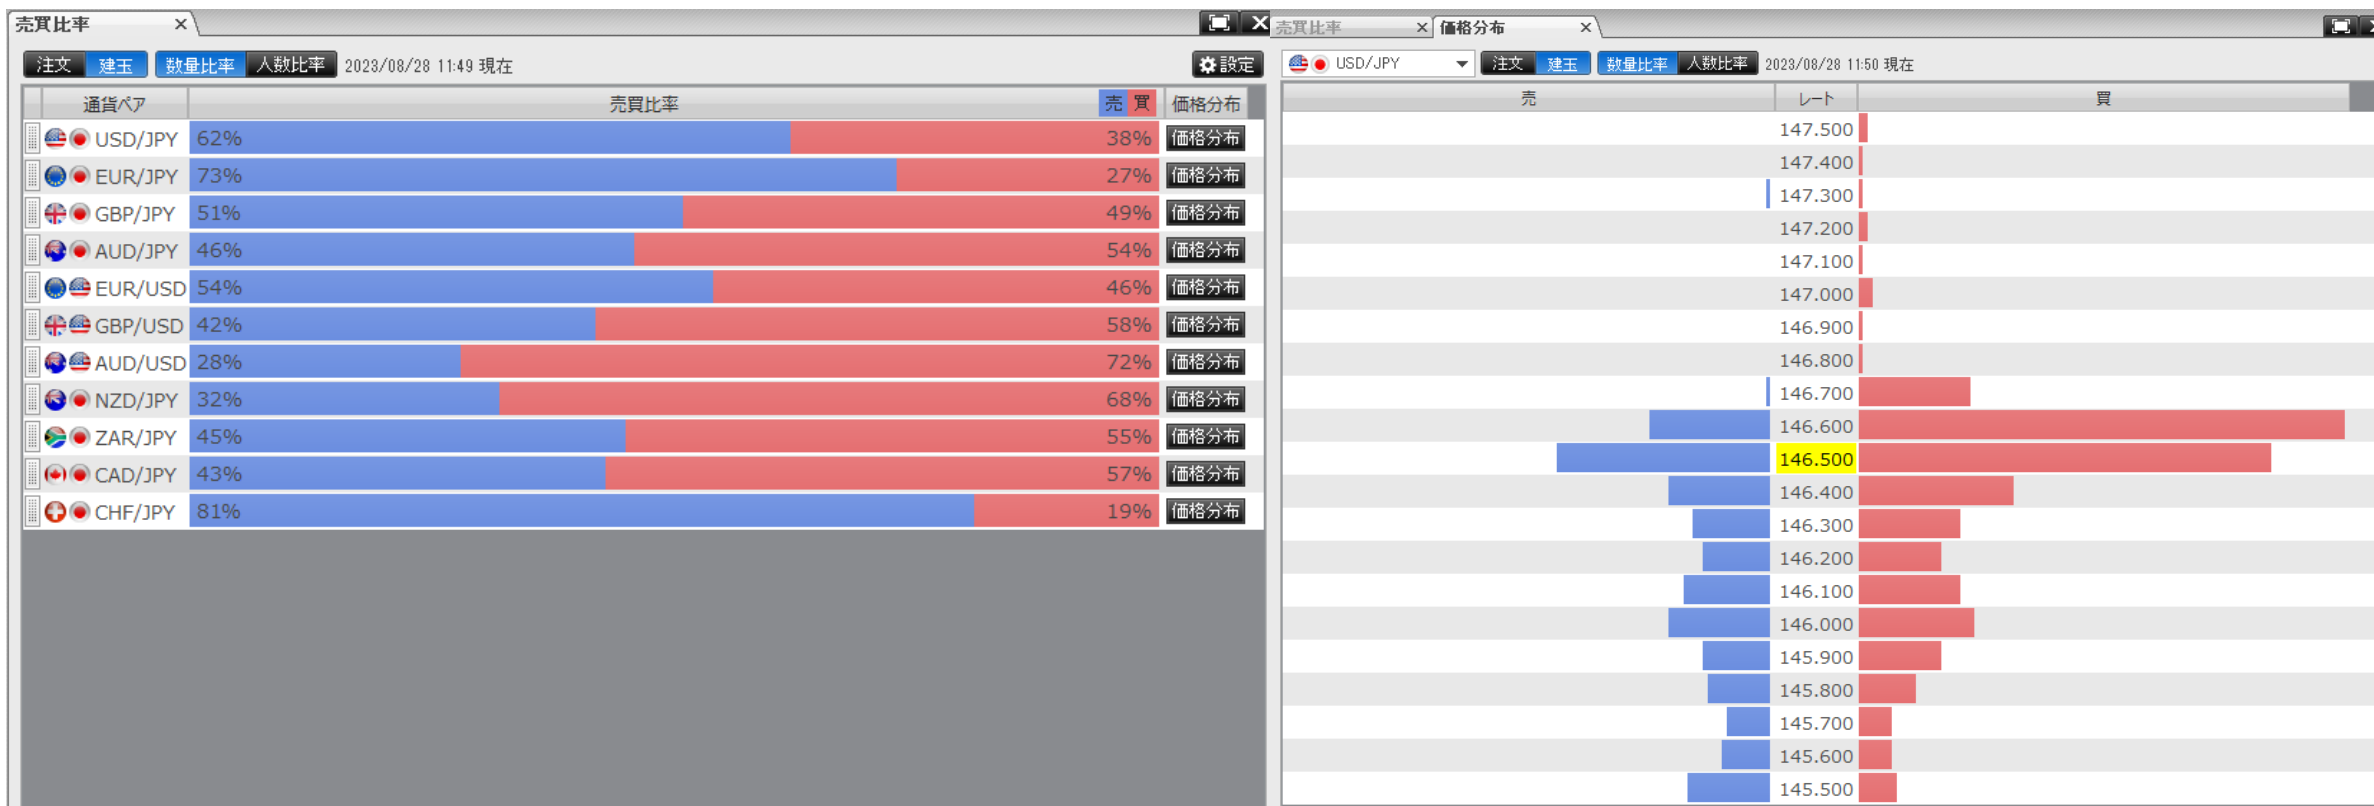 売買比率
注文 建玉 数量比率 人数比率 2023/08/28 11:49 現在 設定
通貨ペア 売買比率 売 買 価格分布
USD/JPY 62% 38% 価格分布
EUR/JPY 73% 27% 価格分布
GBP/JPY 51% 49% 価格分布
AUD/JPY 46% 54% 価格分布
EUR/USD 54% 46% 価格分布
GBP/USD 42% 58% 価格分布
AUD/USD 28% 72% 価格分布
NZD/JPY 32% 68% 価格分布
ZAR/JPY 45% 55% 価格分布
CAD/JPY 43% 57% 価格分布
CHF/JPY 81% 19% 価格分布
売買比率 価格分布
USD/JPY 注文 建玉 数量比率 人数比率 2023/08/28 11:50 現在
売 レート 買
147.500
147.400
147.300
147.200
147.100
147.000
146.900
146.800
146.700
146.600
146.500
146.400
146.300
146.200
146.100
146.000
145.900
145.800
145.700
145.600
145.500